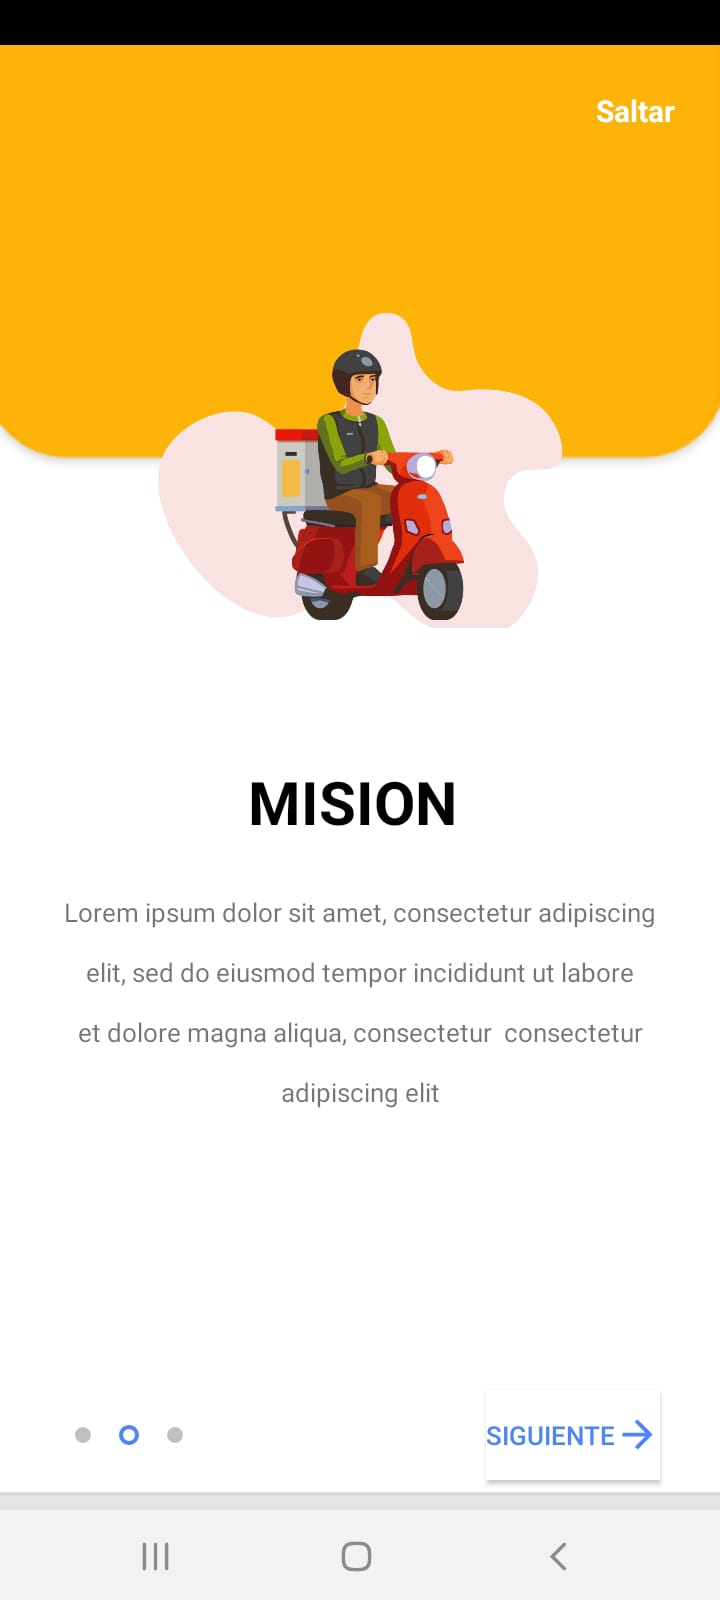 Saltar
MISION
Lorem ipsum dolor sit amet, consectetur adipiscing
elit, sed do eiusmod tempor incididunt ut labore
et dolore magna aliqua, consectetur  consectetur
adipiscing elit
SIGUIENTE